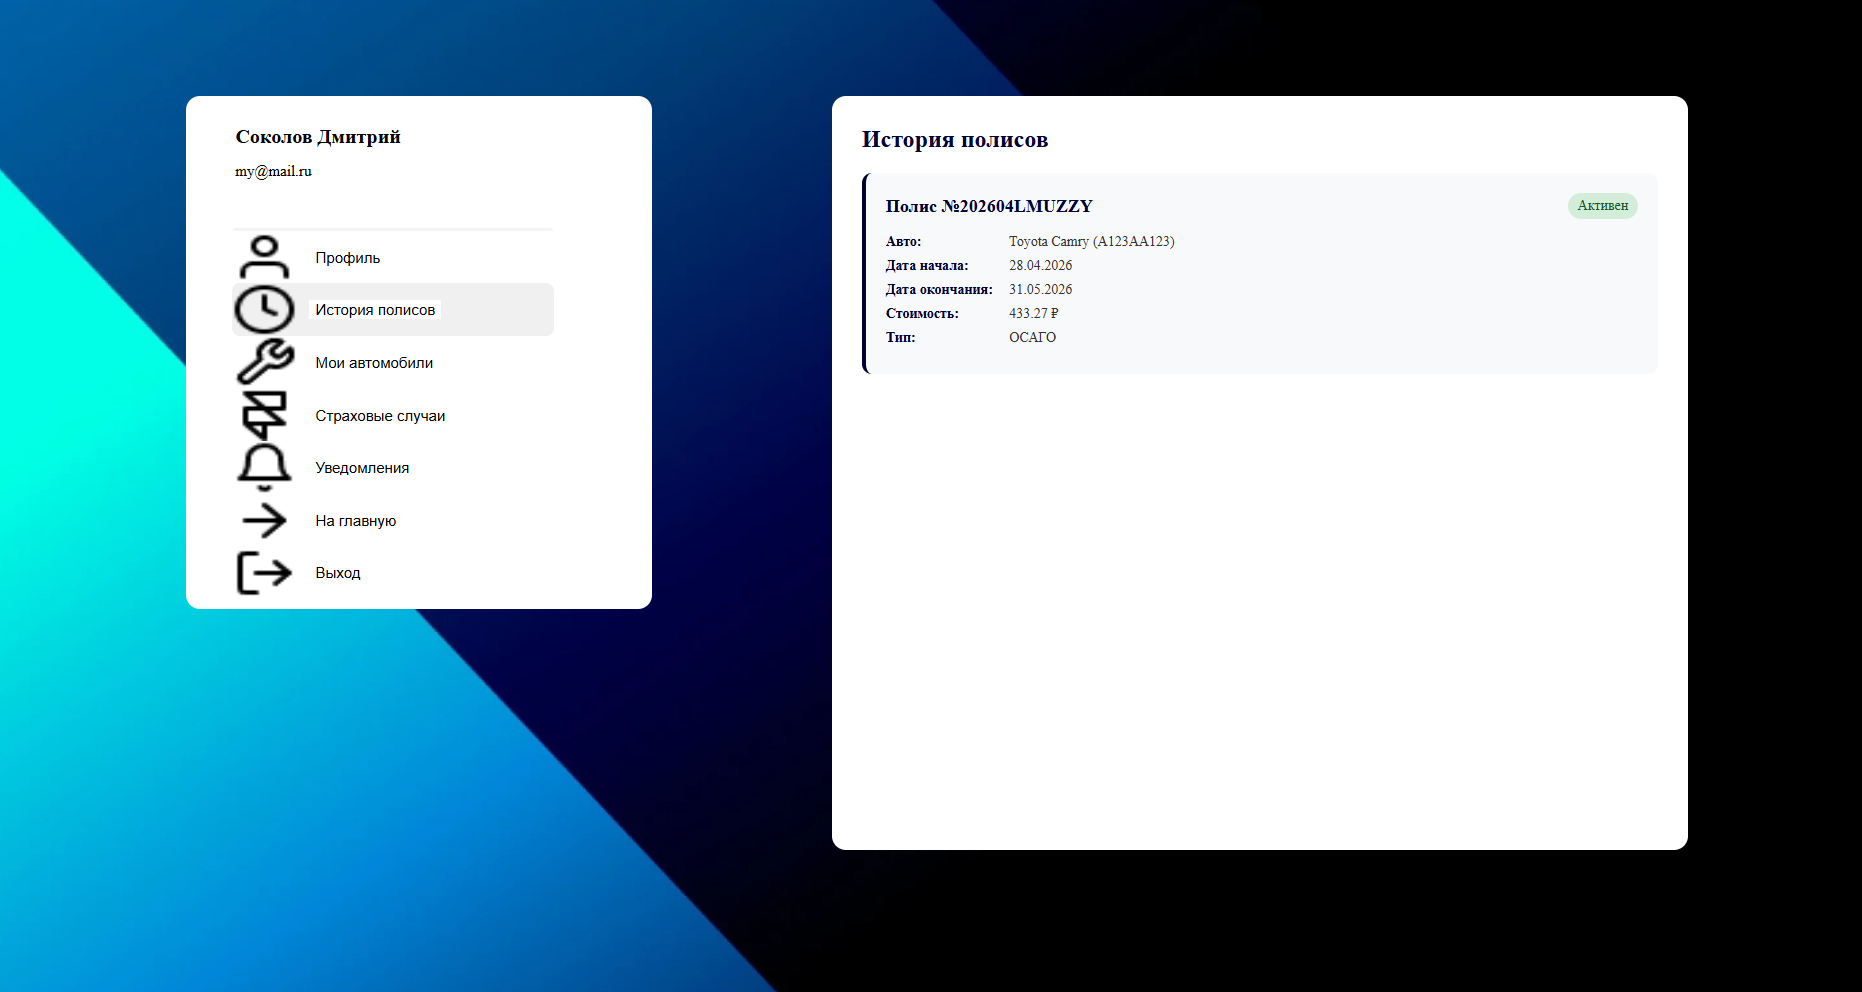 Соколов Дмитрий
my@mail.ru
Профиль
История полисов
Мои автомобили
Страховые случаи
Уведомления
На главную
Выход
История полисов
Полис №202604LMUZZY Активен
Авто: Toyota Camry (А123АА123)
Дата начала: 28.04.2026
Дата окончания: 31.05.2026
Стоимость: 433.27 ₽
Тип: ОСАГО